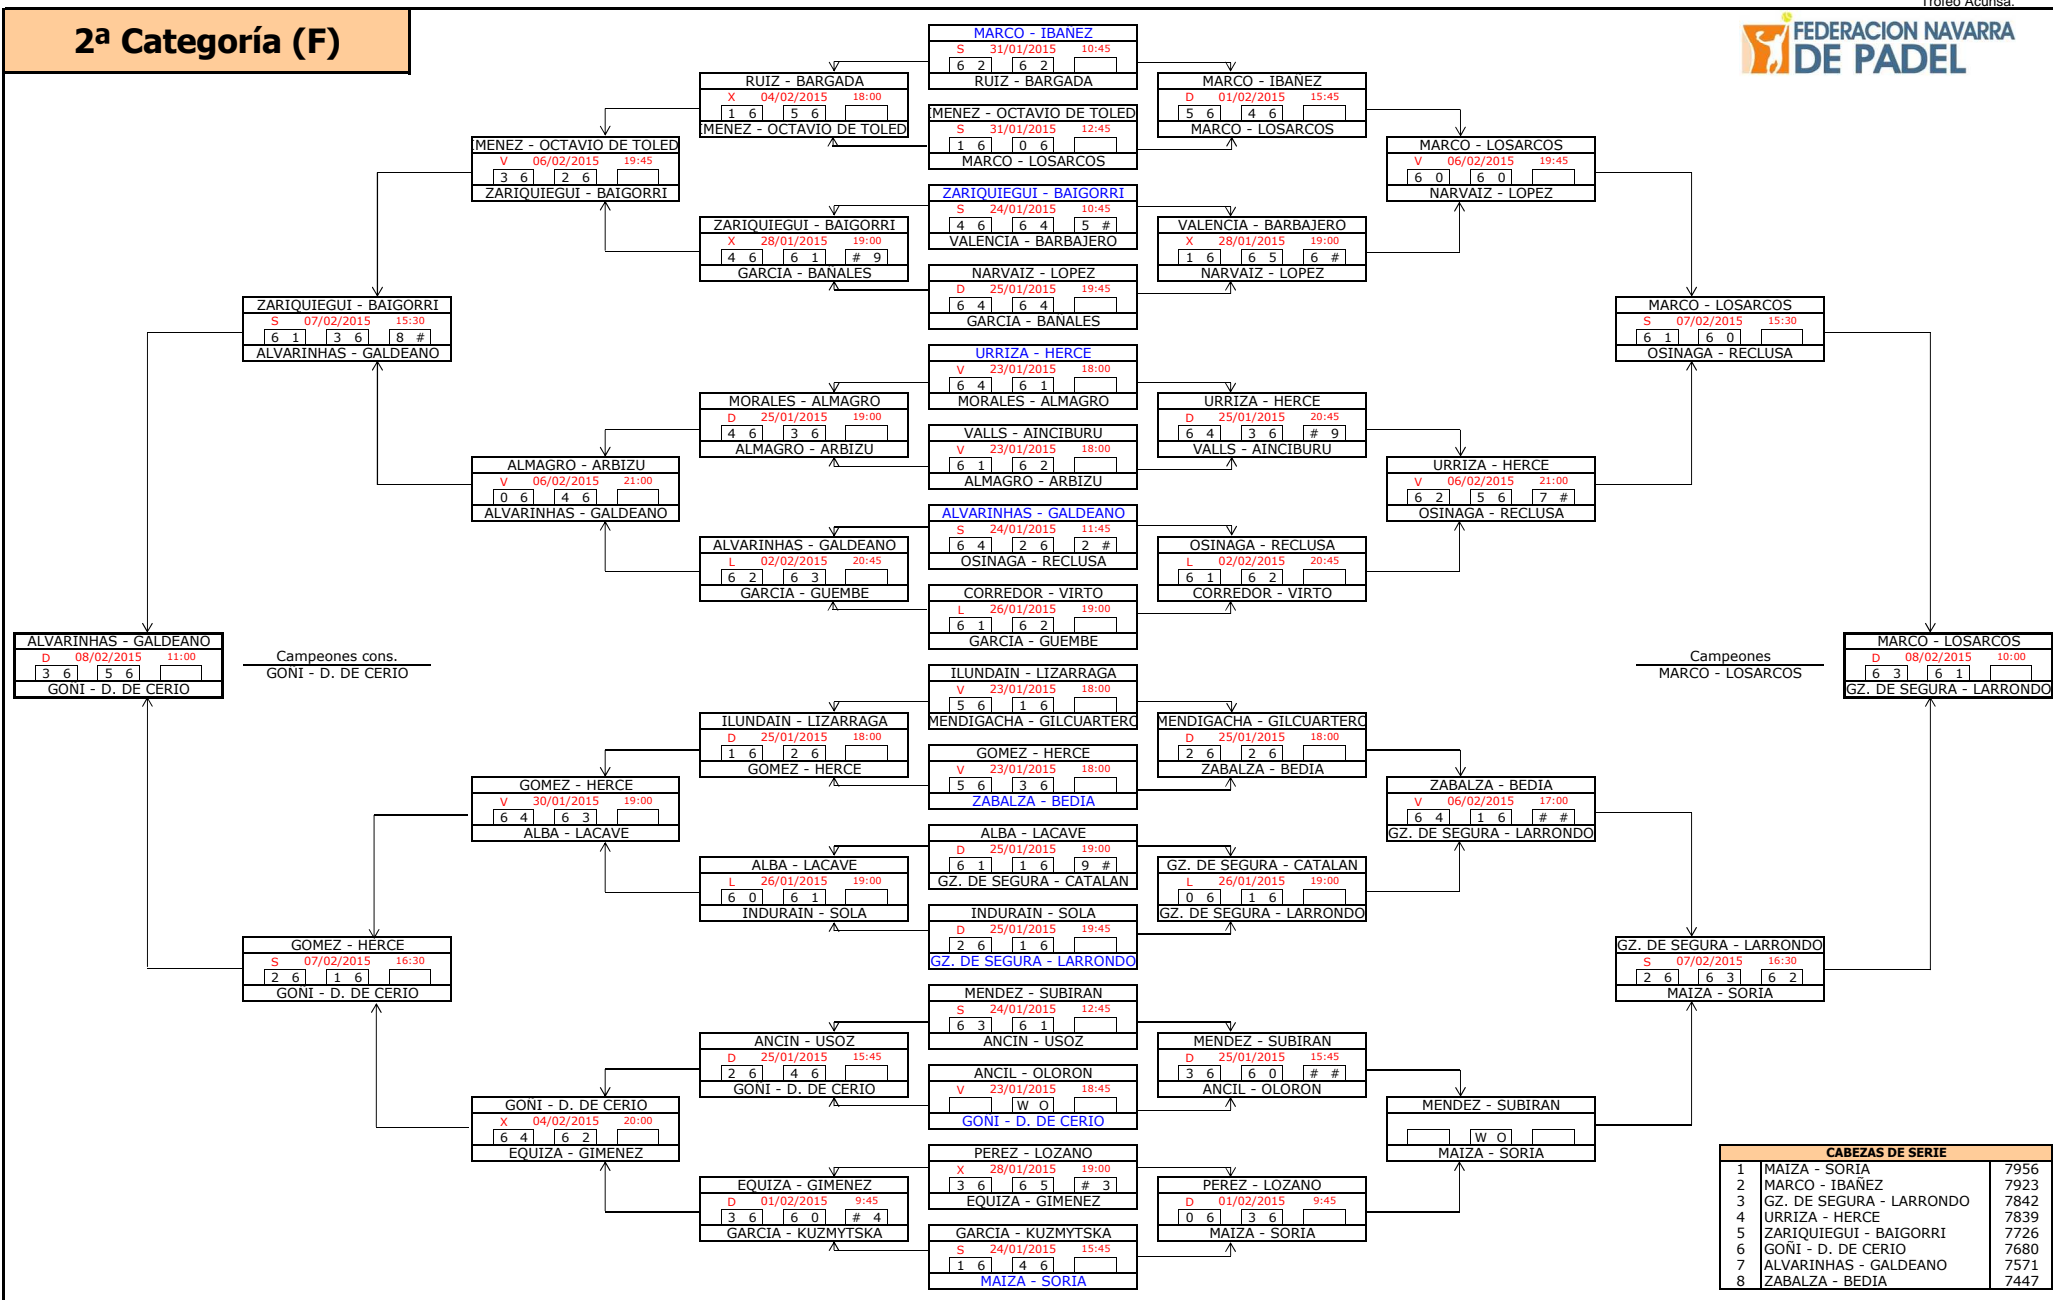 Trofeo Acunsa.
2ª Categoría (F)
FEDERACION NAVARRA
DE PADEL
MARCO - IBAÑEZ
S 31/01/2015 10:45
6 2 6 2
RUIZ - BARGADA
IMENEZ - OCTAVIO DE TOLED
S 31/01/2015 12:45
1 6 0 6
MARCO - LOSARCOS
ZARIQUIEGUI - BAIGORRI
S 24/01/2015 10:45
4 6 6 4 5 #
VALENCIA - BARBAJERO
NARVAIZ - LOPEZ
D 25/01/2015 19:45
6 4 6 4
GARCIA - BAÑALES
URRIZA - HERCE
V 23/01/2015 18:00
6 4 6 1
MORALES - ALMAGRO
VALLS - AINCIBURU
V 23/01/2015 18:00
6 1 6 2
ALMAGRO - ARBIZU
ALVARINHAS - GALDEANO
S 24/01/2015 11:45
6 4 2 6 2 #
OSINAGA - RECLUSA
CORREDOR - VIRTO
L 26/01/2015 19:00
6 1 6 2
GARCIA - GUEMBE
ILUNDAIN - LIZARRAGA
V 23/01/2015 18:00
5 6 1 6
MENDIGACHA - GILCUARTERO
GOMEZ - HERCE
V 23/01/2015 18:00
5 6 3 6
ZABALZA - BEDIA
ALBA - LACAVE
D 25/01/2015 19:00
6 1 1 6 9 #
GZ. DE SEGURA - CATALAN
INDURAIN - SOLA
D 25/01/2015 19:45
2 6 1 6
GZ. DE SEGURA - LARRONDO
MENDEZ - SUBIRAN
S 24/01/2015 12:45
6 3 6 1
ANCIN - USOZ
ANCIL - OLORON
V 23/01/2015 18:45
W O
GOÑI - D. DE CERIO
PEREZ - LOZANO
X 28/01/2015 19:00
3 6 6 5 # 3
EQUIZA - GIMENEZ
GARCIA - KUZMYTSKA
S 24/01/2015 15:45
1 6 4 6
MAIZA - SORIA
RUIZ - BARGADA
X 04/02/2015 18:00
1 6 5 6
IMENEZ - OCTAVIO DE TOLED
ZARIQUIEGUI - BAIGORRI
X 28/01/2015 19:00
4 6 6 1 # 9
GARCIA - BAÑALES
MORALES - ALMAGRO
D 25/01/2015 19:00
4 6 3 6
ALMAGRO - ARBIZU
ALVARINHAS - GALDEANO
L 02/02/2015 20:45
6 2 6 3
GARCIA - GUEMBE
ILUNDAIN - LIZARRAGA
D 25/01/2015 18:00
1 6 2 6
GOMEZ - HERCE
ALBA - LACAVE
L 26/01/2015 19:00
6 0 6 1
INDURAIN - SOLA
ANCIN - USOZ
D 25/01/2015 15:45
2 6 4 6
GOÑI - D. DE CERIO
EQUIZA - GIMENEZ
D 01/02/2015 9:45
3 6 6 0 # 4
GARCIA - KUZMYTSKA
IMENEZ - OCTAVIO DE TOLED
V 06/02/2015 19:45
3 6 2 6
ZARIQUIEGUI - BAIGORRI
ALMAGRO - ARBIZU
V 06/02/2015 21:00
0 6 4 6
ALVARINHAS - GALDEANO
GOMEZ - HERCE
V 30/01/2015 19:00
6 4 6 3
ALBA - LACAVE
GOÑI - D. DE CERIO
X 04/02/2015 20:00
6 4 6 2
EQUIZA - GIMENEZ
ZARIQUIEGUI - BAIGORRI
S 07/02/2015 15:30
6 1 3 6 8 #
ALVARINHAS - GALDEANO
GOMEZ - HERCE
S 07/02/2015 16:30
2 6 1 6
GOÑI - D. DE CERIO
ALVARINHAS - GALDEANO
D 08/02/2015 11:00
3 6 5 6
GOÑI - D. DE CERIO
Campeones cons.
GOÑI - D. DE CERIO
MARCO - IBAÑEZ
D 01/02/2015 15:45
5 6 4 6
MARCO - LOSARCOS
VALENCIA - BARBAJERO
X 28/01/2015 19:00
1 6 6 5 6 #
NARVAIZ - LOPEZ
URRIZA - HERCE
D 25/01/2015 20:45
6 4 3 6 # 9
VALLS - AINCIBURU
OSINAGA - RECLUSA
L 02/02/2015 20:45
6 1 6 2
CORREDOR - VIRTO
MENDIGACHA - GILCUARTERO
D 25/01/2015 18:00
2 6 2 6
ZABALZA - BEDIA
GZ. DE SEGURA - CATALAN
L 26/01/2015 19:00
0 6 1 6
GZ. DE SEGURA - LARRONDO
MENDEZ - SUBIRAN
D 25/01/2015 15:45
3 6 6 0 # #
ANCIL - OLORON
PEREZ - LOZANO
D 01/02/2015 9:45
0 6 3 6
MAIZA - SORIA
MARCO - LOSARCOS
V 06/02/2015 19:45
6 0 6 0
NARVAIZ - LOPEZ
URRIZA - HERCE
V 06/02/2015 21:00
6 2 5 6 7 #
OSINAGA - RECLUSA
ZABALZA - BEDIA
V 06/02/2015 17:00
6 4 1 6 # #
GZ. DE SEGURA - LARRONDO
MENDEZ - SUBIRAN
W O
MAIZA - SORIA
MARCO - LOSARCOS
S 07/02/2015 15:30
6 1 6 0
OSINAGA - RECLUSA
GZ. DE SEGURA - LARRONDO
S 07/02/2015 16:30
2 6 6 3 6 2
MAIZA - SORIA
Campeones
MARCO - LOSARCOS
MARCO - LOSARCOS
D 08/02/2015 10:00
6 3 6 1
GZ. DE SEGURA - LARRONDO
CABEZAS DE SERIE
1 MAIZA - SORIA 7956
2 MARCO - IBAÑEZ 7923
3 GZ. DE SEGURA - LARRONDO 7842
4 URRIZA - HERCE 7839
5 ZARIQUIEGUI - BAIGORRI 7726
6 GOÑI - D. DE CERIO 7680
7 ALVARINHAS - GALDEANO 7571
8 ZABALZA - BEDIA 7447